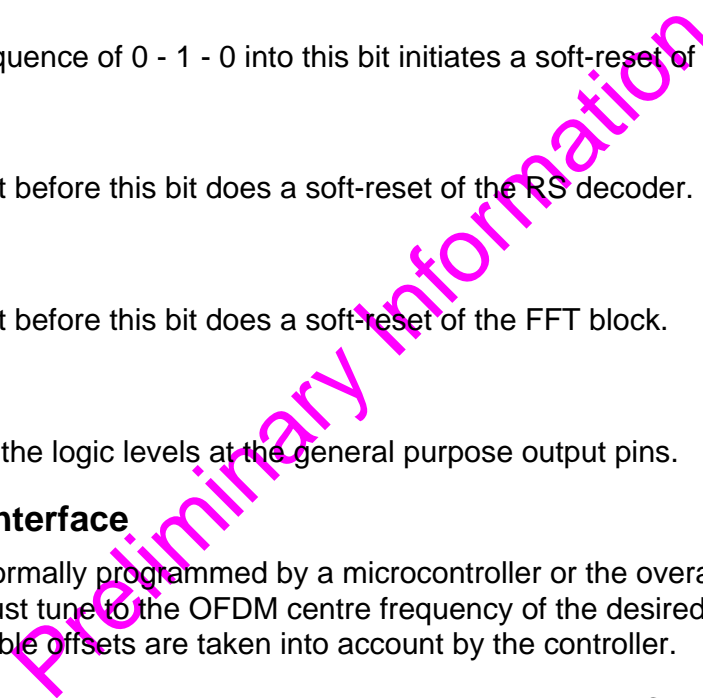 quence of 0 - 1 - 0 into this bit initiates a soft-reset of
t before this bit does a soft-reset of the RS decoder.
t before this bit does a soft-reset of the FFT block.
the logic levels at the general purpose output pins.
nterface
ormally programmed by a microcontroller or the overa
ust tune to the OFDM centre frequency of the desired
ble offsets are taken into account by the controller.
Preliminary Information